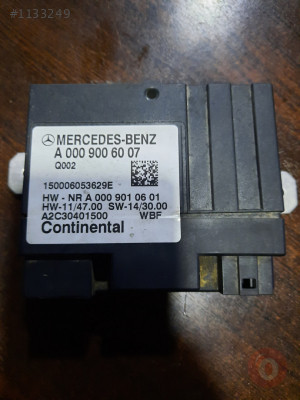 #1133249
MERCEDES-BENZ
A 000 900 60 07
Q002
150006053629E
HW - NR A 000 901 06 01
HW-11/47.00 SW-14/30.00
A2C30401500 WBF
Continental